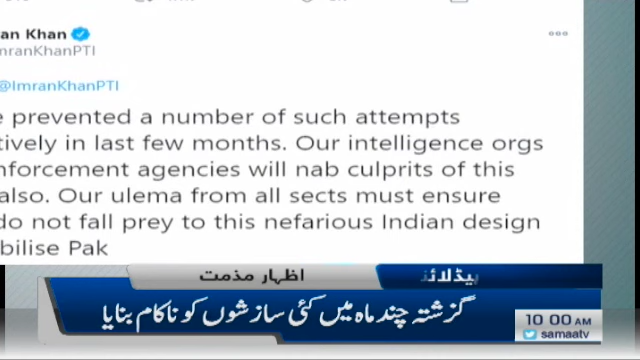 an Khan
mranKhanPTI
@ImranKhanPTI
e prevented a number of such attempts
tively in last few months. Our intelligence orgs
nforcement agencies will nab culprits of this
also. Our ulema from all sects must ensure
do not fall prey to this nefarious Indian design
bilise Pak
اظہار مذمت
ہیڈلائنز
گزشتہ چند ماہ میں کئی سازشوں کو ناکام بنایا
10:00 AM
samaatv